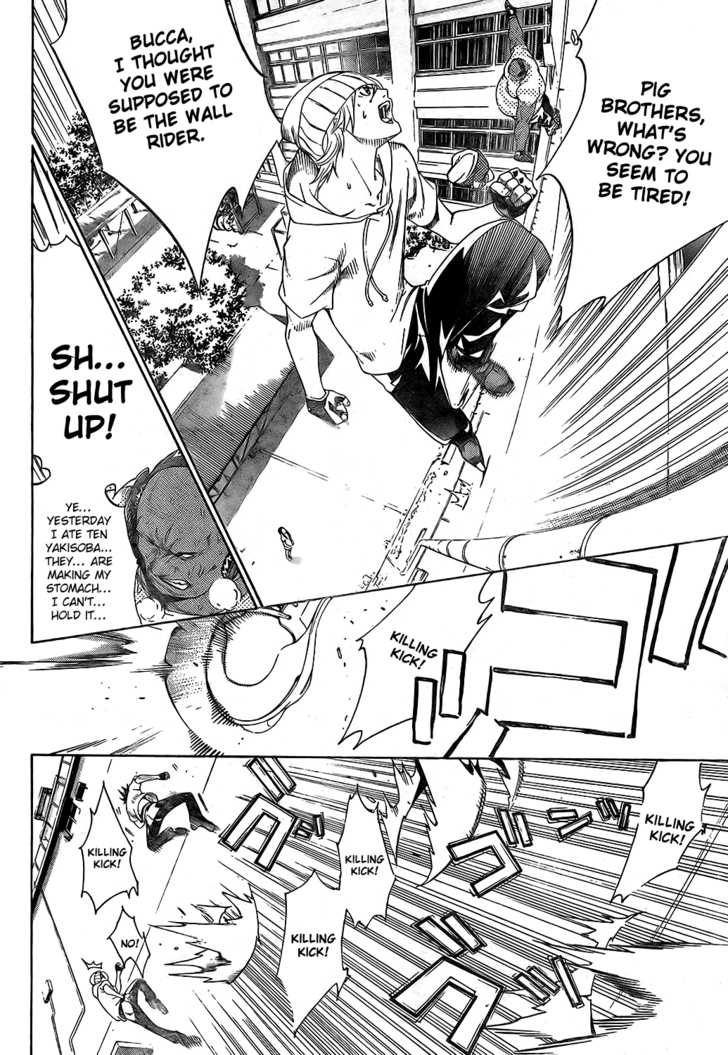 PIG
BROTHERS,
WHAT'S
WRONG? YOU
SEEM TO
BE TIRED!
BUCCA,
I THOUGHT
YOU WERE
SUPPOSED TO
BE THE WALL
RIDER.
SH...
SHUT
UP!
YE...
YESTERDAY
I ATE TEN
YAKISOBA...
THEY... ARE
MAKING MY
STOMACH...
I CAN'T...
HOLD IT...
KILLING
KICK!
KILLING
KICK!
KILLING
KICK!
KILLING
KICK!
KILLING
KICK!
NO!